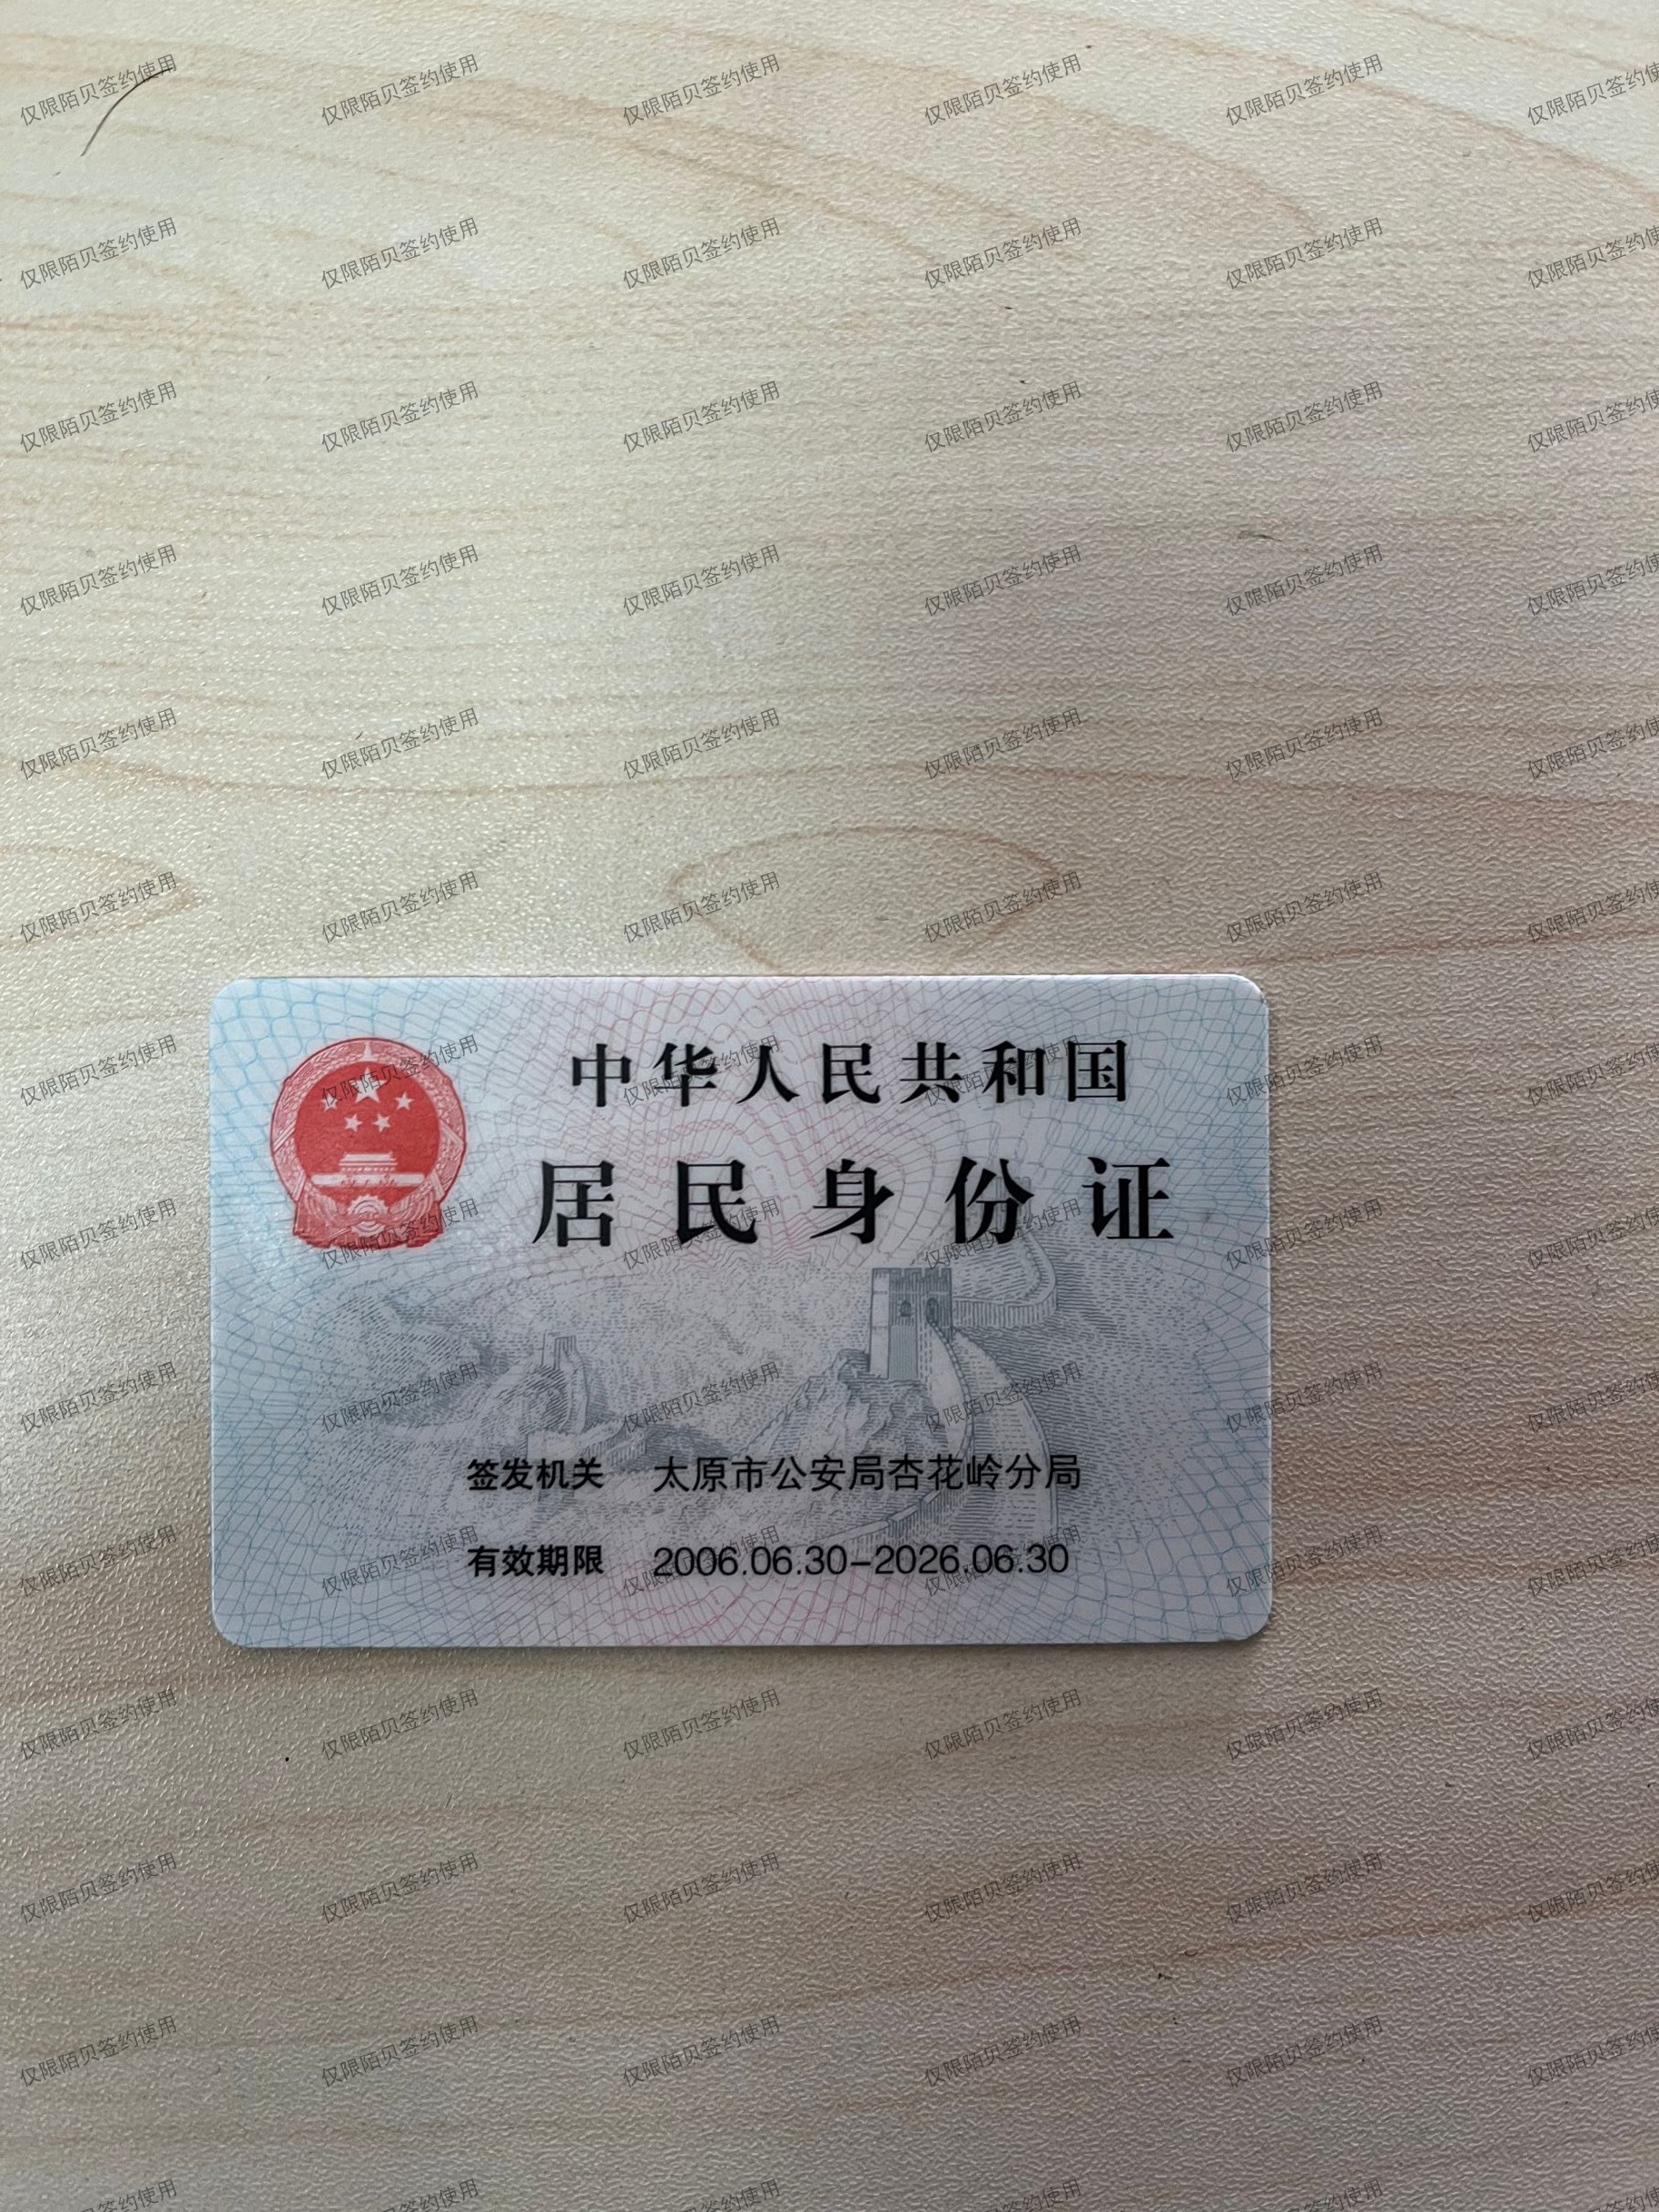 中华人民共和国
居民身份证
签发机关 太原市公安局杏花岭分局
有效期限 2006.06.30-2026.06.30
仅限陌贝签约使用